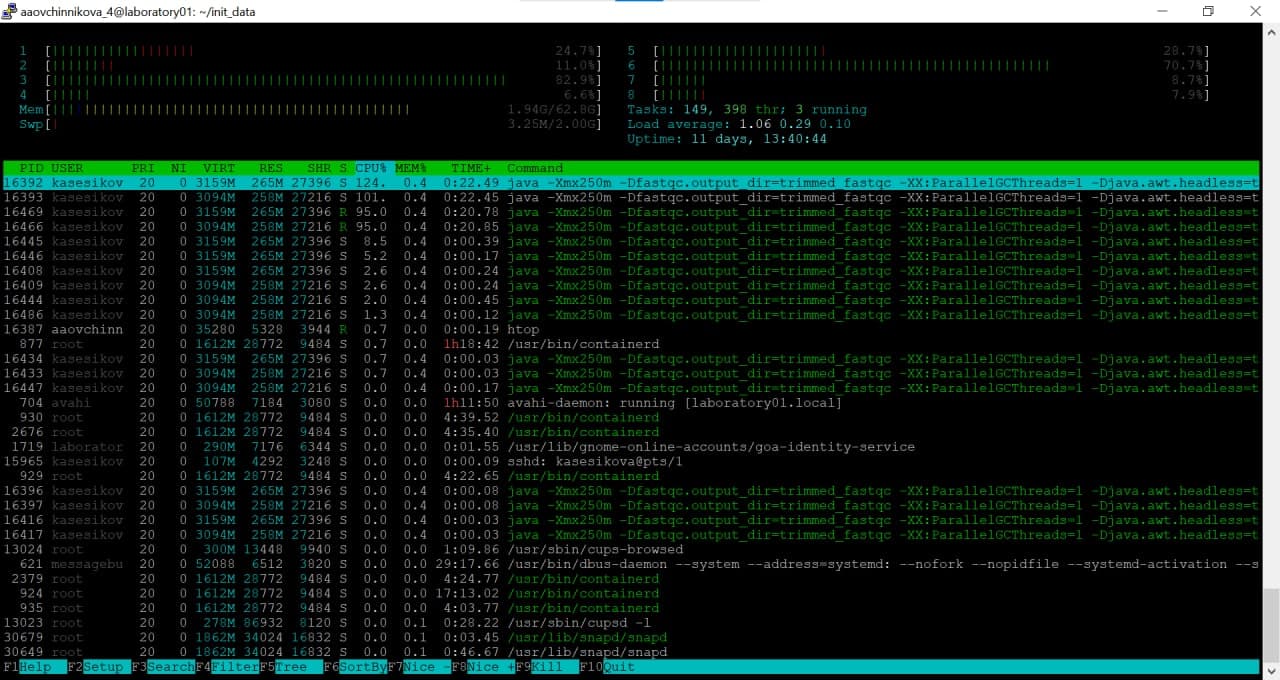 aaovchinnikova_4@laboratory01: ~/init_data
1 [||||||||||||||||||| 24.7%] 5 [|||||||||||||||||||||| 28.7%]
2 [|||||||| 11.0%] 6 [||||||||||||||||||||||||||||||||||||||||||||||||||||| 70.7%]
3 [|||||||||||||||||||||||||||||||||||||||||||||||||||||||||||||| 82.9%] 7 [|||||| 8.7%]
4 [||||| 6.6%] 8 [|||||| 7.9%]
Mem[||||||||||||||||||||||||||||||||||||||||||||||||| 1.94G/62.8G] Tasks: 149, 398 thr; 3 running
Swp[| 3.25M/2.00G] Load average: 1.06 0.29 0.10
Uptime: 11 days, 13:40:44
PID USER PRI NI VIRT RES SHR S CPU% MEM% TIME+ Command
16392 kasesikov 20 0 3159M 265M 27396 S 124. 0.4 0:22.49 java -Xmx250m -Dfastqc.output_dir=trimmed_fastqc -XX:ParallelGCThreads=1 -Djava.awt.headless=t
16393 kasesikov 20 0 3094M 258M 27216 S 101. 0.4 0:22.45 java -Xmx250m -Dfastqc.output_dir=trimmed_fastqc -XX:ParallelGCThreads=1 -Djava.awt.headless=t
16469 kasesikov 20 0 3159M 265M 27396 R 95.0 0.4 0:20.78 java -Xmx250m -Dfastqc.output_dir=trimmed_fastqc -XX:ParallelGCThreads=1 -Djava.awt.headless=t
16466 kasesikov 20 0 3094M 258M 27216 R 95.0 0.4 0:20.85 java -Xmx250m -Dfastqc.output_dir=trimmed_fastqc -XX:ParallelGCThreads=1 -Djava.awt.headless=t
16445 kasesikov 20 0 3159M 265M 27396 S 8.5 0.4 0:00.39 java -Xmx250m -Dfastqc.output_dir=trimmed_fastqc -XX:ParallelGCThreads=1 -Djava.awt.headless=t
16446 kasesikov 20 0 3094M 258M 27216 S 5.2 0.4 0:00.17 java -Xmx250m -Dfastqc.output_dir=trimmed_fastqc -XX:ParallelGCThreads=1 -Djava.awt.headless=t
16408 kasesikov 20 0 3159M 265M 27396 S 2.6 0.4 0:00.24 java -Xmx250m -Dfastqc.output_dir=trimmed_fastqc -XX:ParallelGCThreads=1 -Djava.awt.headless=t
16409 kasesikov 20 0 3094M 258M 27216 S 2.6 0.4 0:00.24 java -Xmx250m -Dfastqc.output_dir=trimmed_fastqc -XX:ParallelGCThreads=1 -Djava.awt.headless=t
16444 kasesikov 20 0 3094M 258M 27216 S 2.0 0.4 0:00.45 java -Xmx250m -Dfastqc.output_dir=trimmed_fastqc -XX:ParallelGCThreads=1 -Djava.awt.headless=t
16486 kasesikov 20 0 3094M 258M 27216 S 1.3 0.4 0:00.12 java -Xmx250m -Dfastqc.output_dir=trimmed_fastqc -XX:ParallelGCThreads=1 -Djava.awt.headless=t
16387 aaovchinn 20 0 35280 5328 3944 R 0.7 0.0 0:00.19 htop
877 root 20 0 1612M 28772 9484 S 0.7 0.0 1h18:42 /usr/bin/containerd
16434 kasesikov 20 0 3159M 265M 27396 S 0.7 0.4 0:00.03 java -Xmx250m -Dfastqc.output_dir=trimmed_fastqc -XX:ParallelGCThreads=1 -Djava.awt.headless=t
16433 kasesikov 20 0 3094M 258M 27216 S 0.7 0.4 0:00.03 java -Xmx250m -Dfastqc.output_dir=trimmed_fastqc -XX:ParallelGCThreads=1 -Djava.awt.headless=t
16447 kasesikov 20 0 3094M 258M 27216 S 0.0 0.4 0:00.17 java -Xmx250m -Dfastqc.output_dir=trimmed_fastqc -XX:ParallelGCThreads=1 -Djava.awt.headless=t
704 avahi 20 0 50788 7184 3080 S 0.0 0.0 1h11:50 avahi-daemon: running [laboratory01.local]
930 root 20 0 1612M 28772 9484 S 0.0 0.0 4:39.52 /usr/bin/containerd
2676 root 20 0 1612M 28772 9484 S 0.0 0.0 4:35.40 /usr/bin/containerd
1719 laborator 20 0 290M 7176 6344 S 0.0 0.0 0:01.55 /usr/lib/gnome-online-accounts/goa-identity-service
15965 kasesikov 20 0 107M 4292 3248 S 0.0 0.0 0:00.09 sshd: kasesikova@pts/1
929 root 20 0 1612M 28772 9484 S 0.0 0.0 4:22.65 /usr/bin/containerd
16396 kasesikov 20 0 3159M 265M 27396 S 0.0 0.4 0:00.08 java -Xmx250m -Dfastqc.output_dir=trimmed_fastqc -XX:ParallelGCThreads=1 -Djava.awt.headless=t
16397 kasesikov 20 0 3094M 258M 27216 S 0.0 0.4 0:00.08 java -Xmx250m -Dfastqc.output_dir=trimmed_fastqc -XX:ParallelGCThreads=1 -Djava.awt.headless=t
16416 kasesikov 20 0 3159M 265M 27396 S 0.0 0.4 0:00.03 java -Xmx250m -Dfastqc.output_dir=trimmed_fastqc -XX:ParallelGCThreads=1 -Djava.awt.headless=t
16417 kasesikov 20 0 3094M 258M 27216 S 0.0 0.4 0:00.03 java -Xmx250m -Dfastqc.output_dir=trimmed_fastqc -XX:ParallelGCThreads=1 -Djava.awt.headless=t
13024 root 20 0 300M 13448 9940 S 0.0 0.0 1:09.86 /usr/sbin/cups-browsed
621 messagebu 20 0 52088 6512 3820 S 0.0 0.0 29:17.66 /usr/bin/dbus-daemon --system --address=systemd: --nofork --nopidfile --systemd-activation --s
2379 root 20 0 1612M 28772 9484 S 0.0 0.0 4:24.77 /usr/bin/containerd
924 root 20 0 1612M 28772 9484 S 0.0 0.0 17:13.02 /usr/bin/containerd
935 root 20 0 1612M 28772 9484 S 0.0 0.0 4:03.77 /usr/bin/containerd
13023 root 20 0 278M 86932 8120 S 0.0 0.1 0:28.22 /usr/sbin/cupsd -l
30679 root 20 0 1862M 34024 16832 S 0.0 0.1 0:03.45 /usr/lib/snapd/snapd
30649 root 20 0 1862M 34024 16832 S 0.0 0.1 0:46.67 /usr/lib/snapd/snapd
F1Help F2Setup F3SearchF4FilterF5Tree F6SortByF7Nice -F8Nice +F9Kill F10Quit